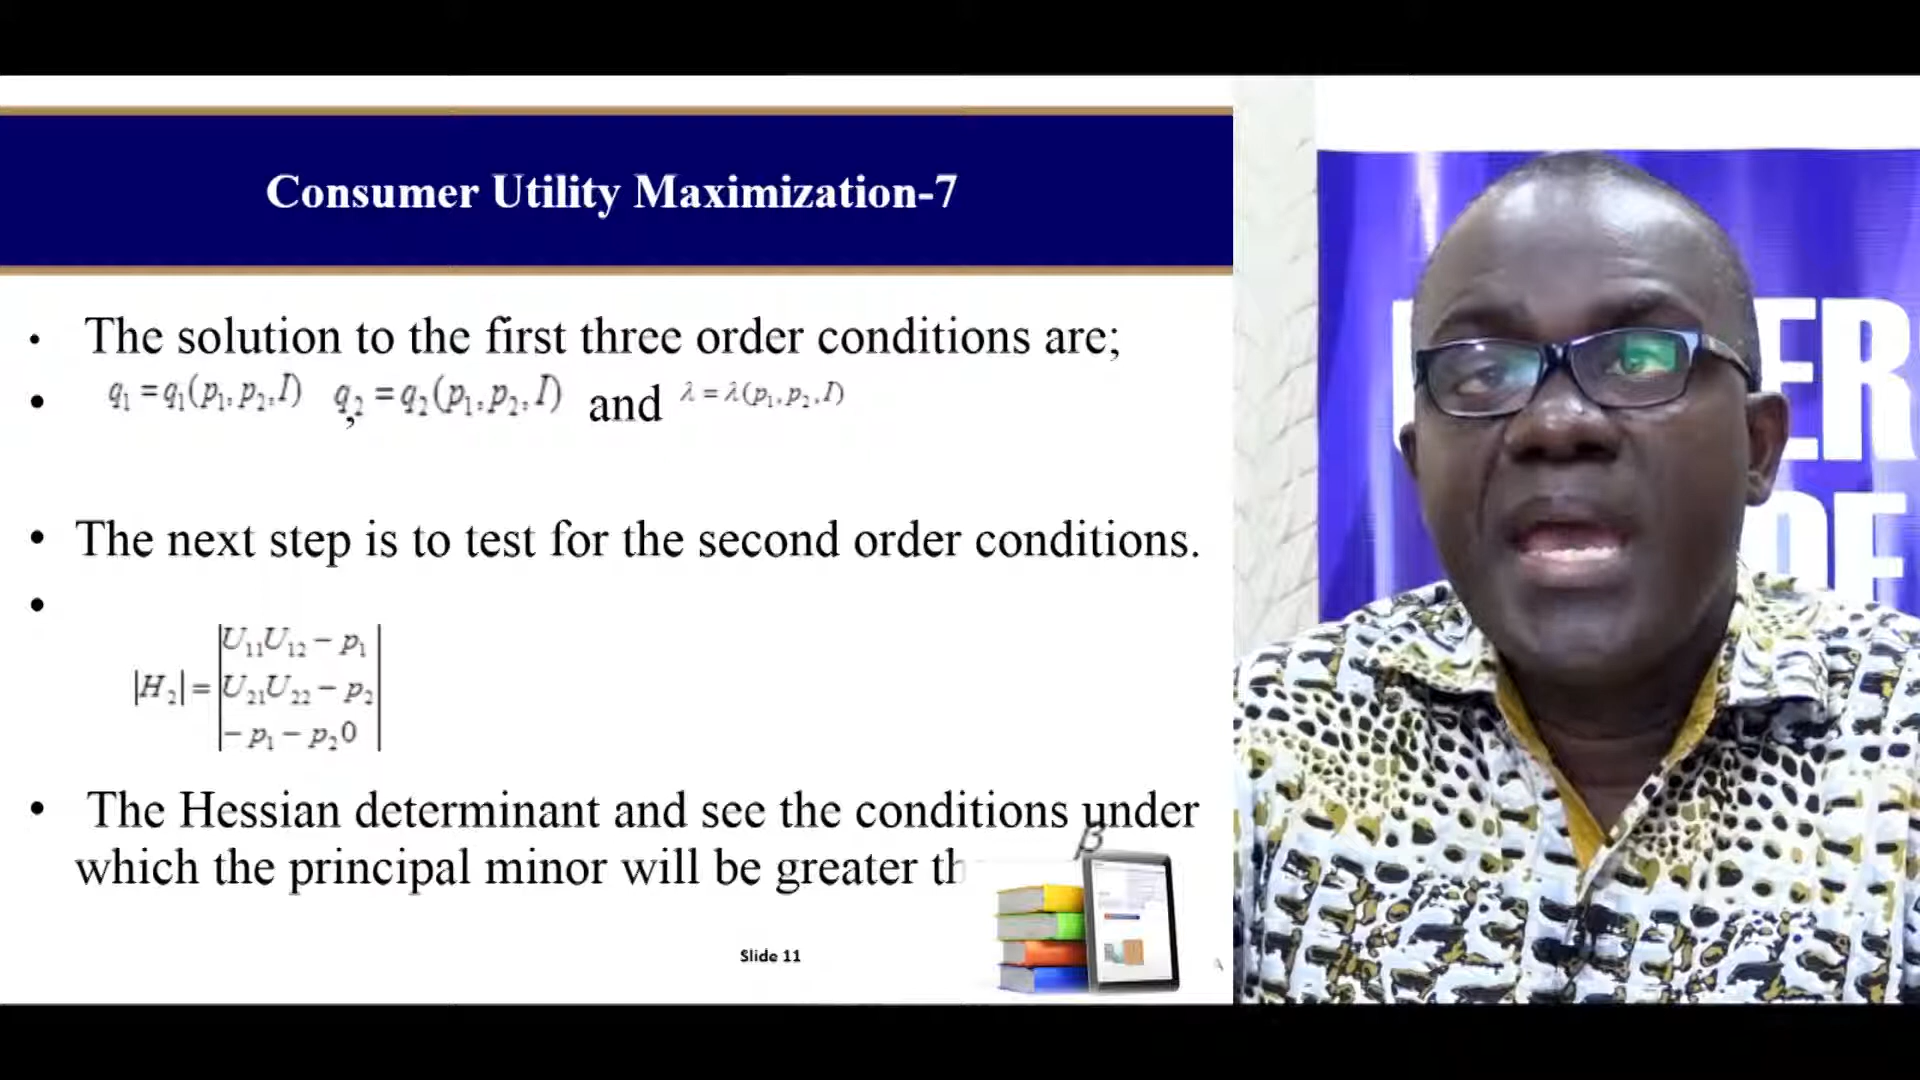 Consumer Utility Maximization-7
• The solution to the first three order conditions are;
• q₁ = q₁(p₁, p₂, I) , q₂ = q₂(p₁, p₂, I) and λ = λ(p₁, p₂, I)
• The next step is to test for the second order conditions.
•
|H₂| = |U₁₁U₁₂ − p₁|
|U₂₁U₂₂ − p₂|
|− p₁ − p₂0|
• The Hessian determinant and see the conditions under
which the principal minor will be greater th
β
Slide 11
ER
OF